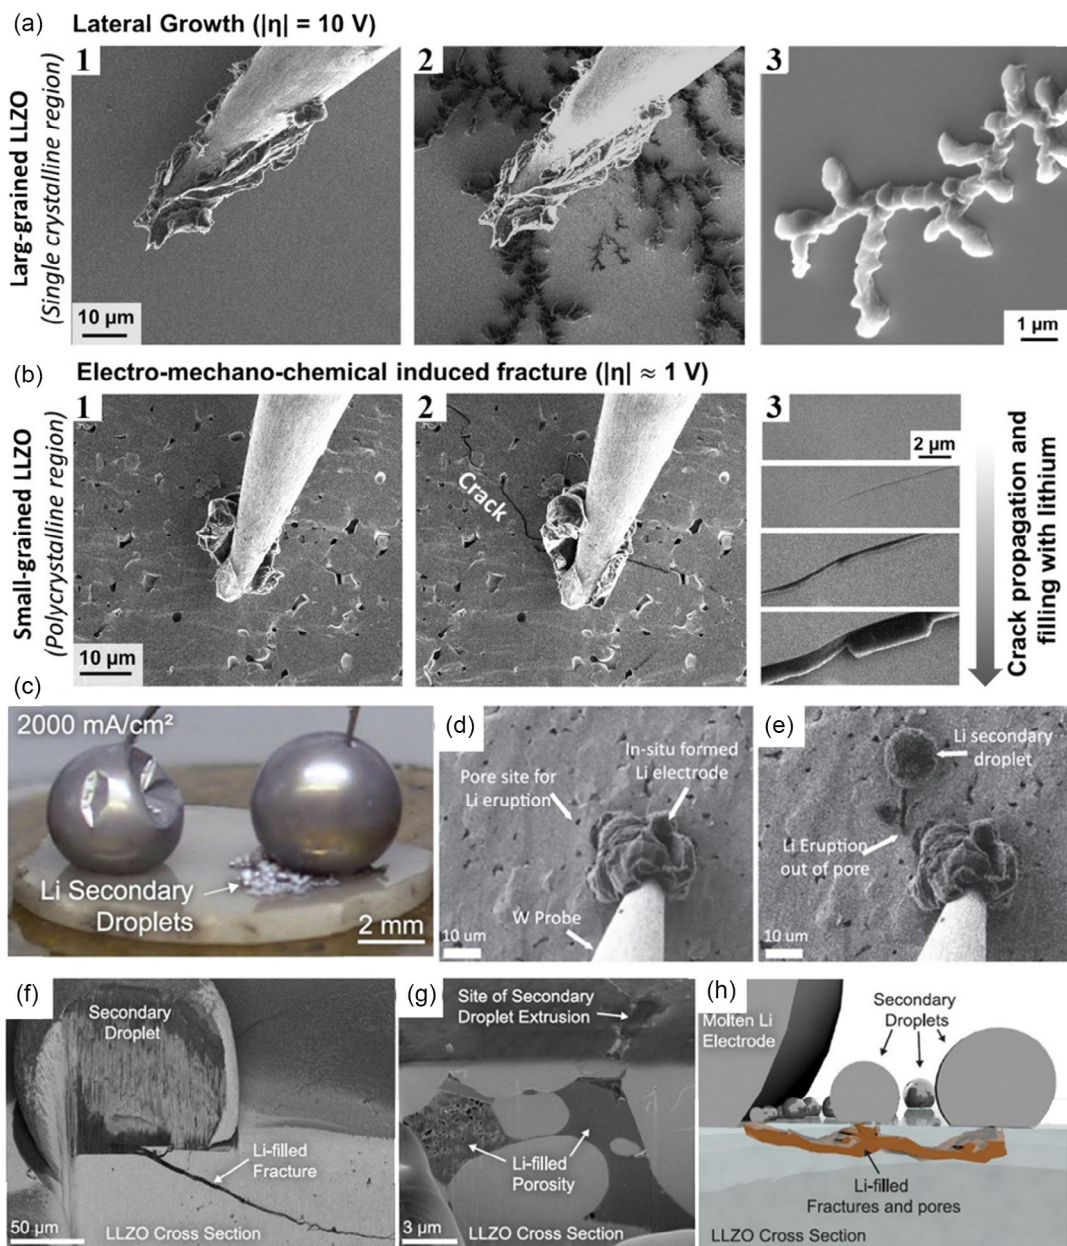 (a) Lateral Growth (|η| = 10 V)
Larg-grained LLZO
(Single crystalline region)
1
10 μm
2
3
1 μm
(b) Electro-mechano-chemical induced fracture (|η| ≈ 1 V)
Small-grained LLZO
(Polycrystalline region)
1
10 μm
2
Crack
3
2 μm
Crack propagation and
filling with lithium
(c)
2000 mA/cm²
Li Secondary
Droplets
2 mm
(d)
In-situ formed
Li electrode
Pore site for
Li eruption
W Probe
10 um
(e)
Li secondary
droplet
Li Eruption
out of pore
10 um
(f)
Secondary
Droplet
Li-filled
Fracture
50 μm
LLZO Cross Section
(g)
Site of Secondary
Droplet Extrusion
Li-filled
Porosity
3 μm
LLZO Cross Section
(h)
Molten Li
Electrode
Secondary
Droplets
Li-filled
Fractures and pores
LLZO Cross Section